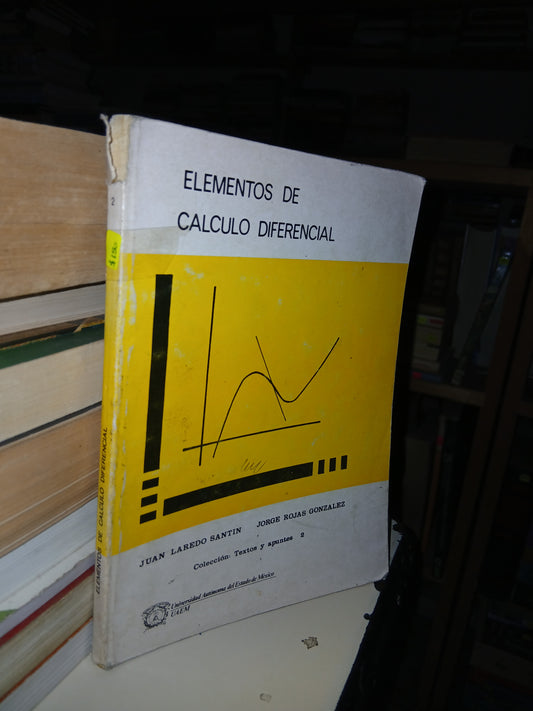 ELEMENTOS DE
CALCULO DIFERENCIAL
JUAN LAREDO SANTIN JORGE ROJAS GONZALEZ
Colección: Textos y apuntes 2
Universidad Autónoma del Estado de México
UAEM
2
ELEMENTOS DE CALCULO DIFERENCIAL